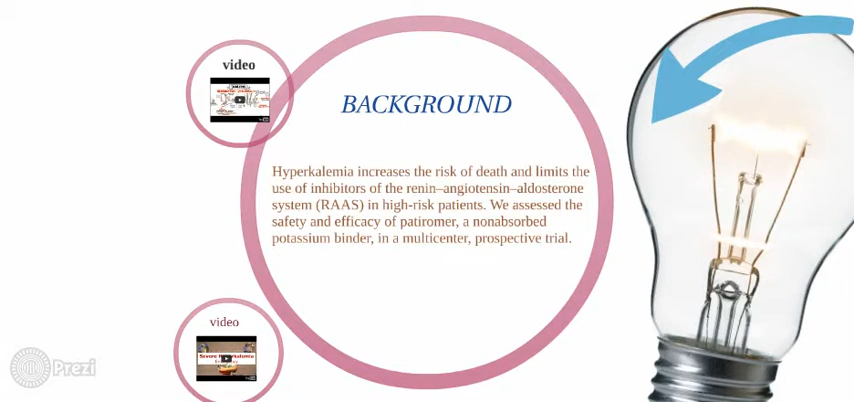 video
BACKGROUND
Hyperkalemia increases the risk of death and limits the
use of inhibitors of the renin–angiotensin–aldosterone
system (RAAS) in high-risk patients. We assessed the
safety and efficacy of patiromer, a nonabsorbed
potassium binder, in a multicenter, prospective trial.
video
Severe Hyperkalemia
Prezi